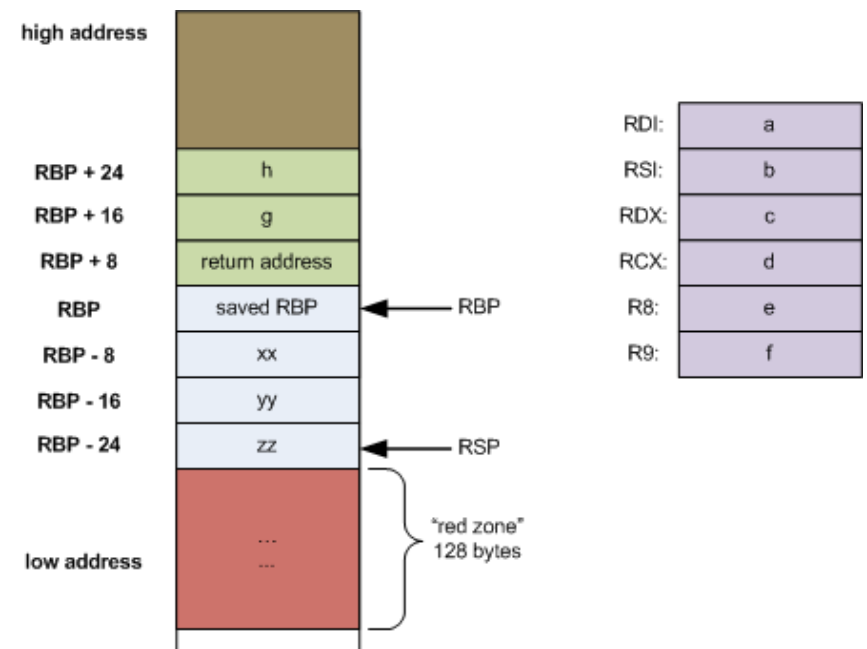 high address
RBP + 24 h
RBP + 16 g
RBP + 8 return address
RBP saved RBP RBP
RBP - 8 xx
RBP - 16 yy
RBP - 24 zz RSP
...
...
low address
"red zone"
128 bytes
RDI: a
RSI: b
RDX: c
RCX: d
R8: e
R9: f